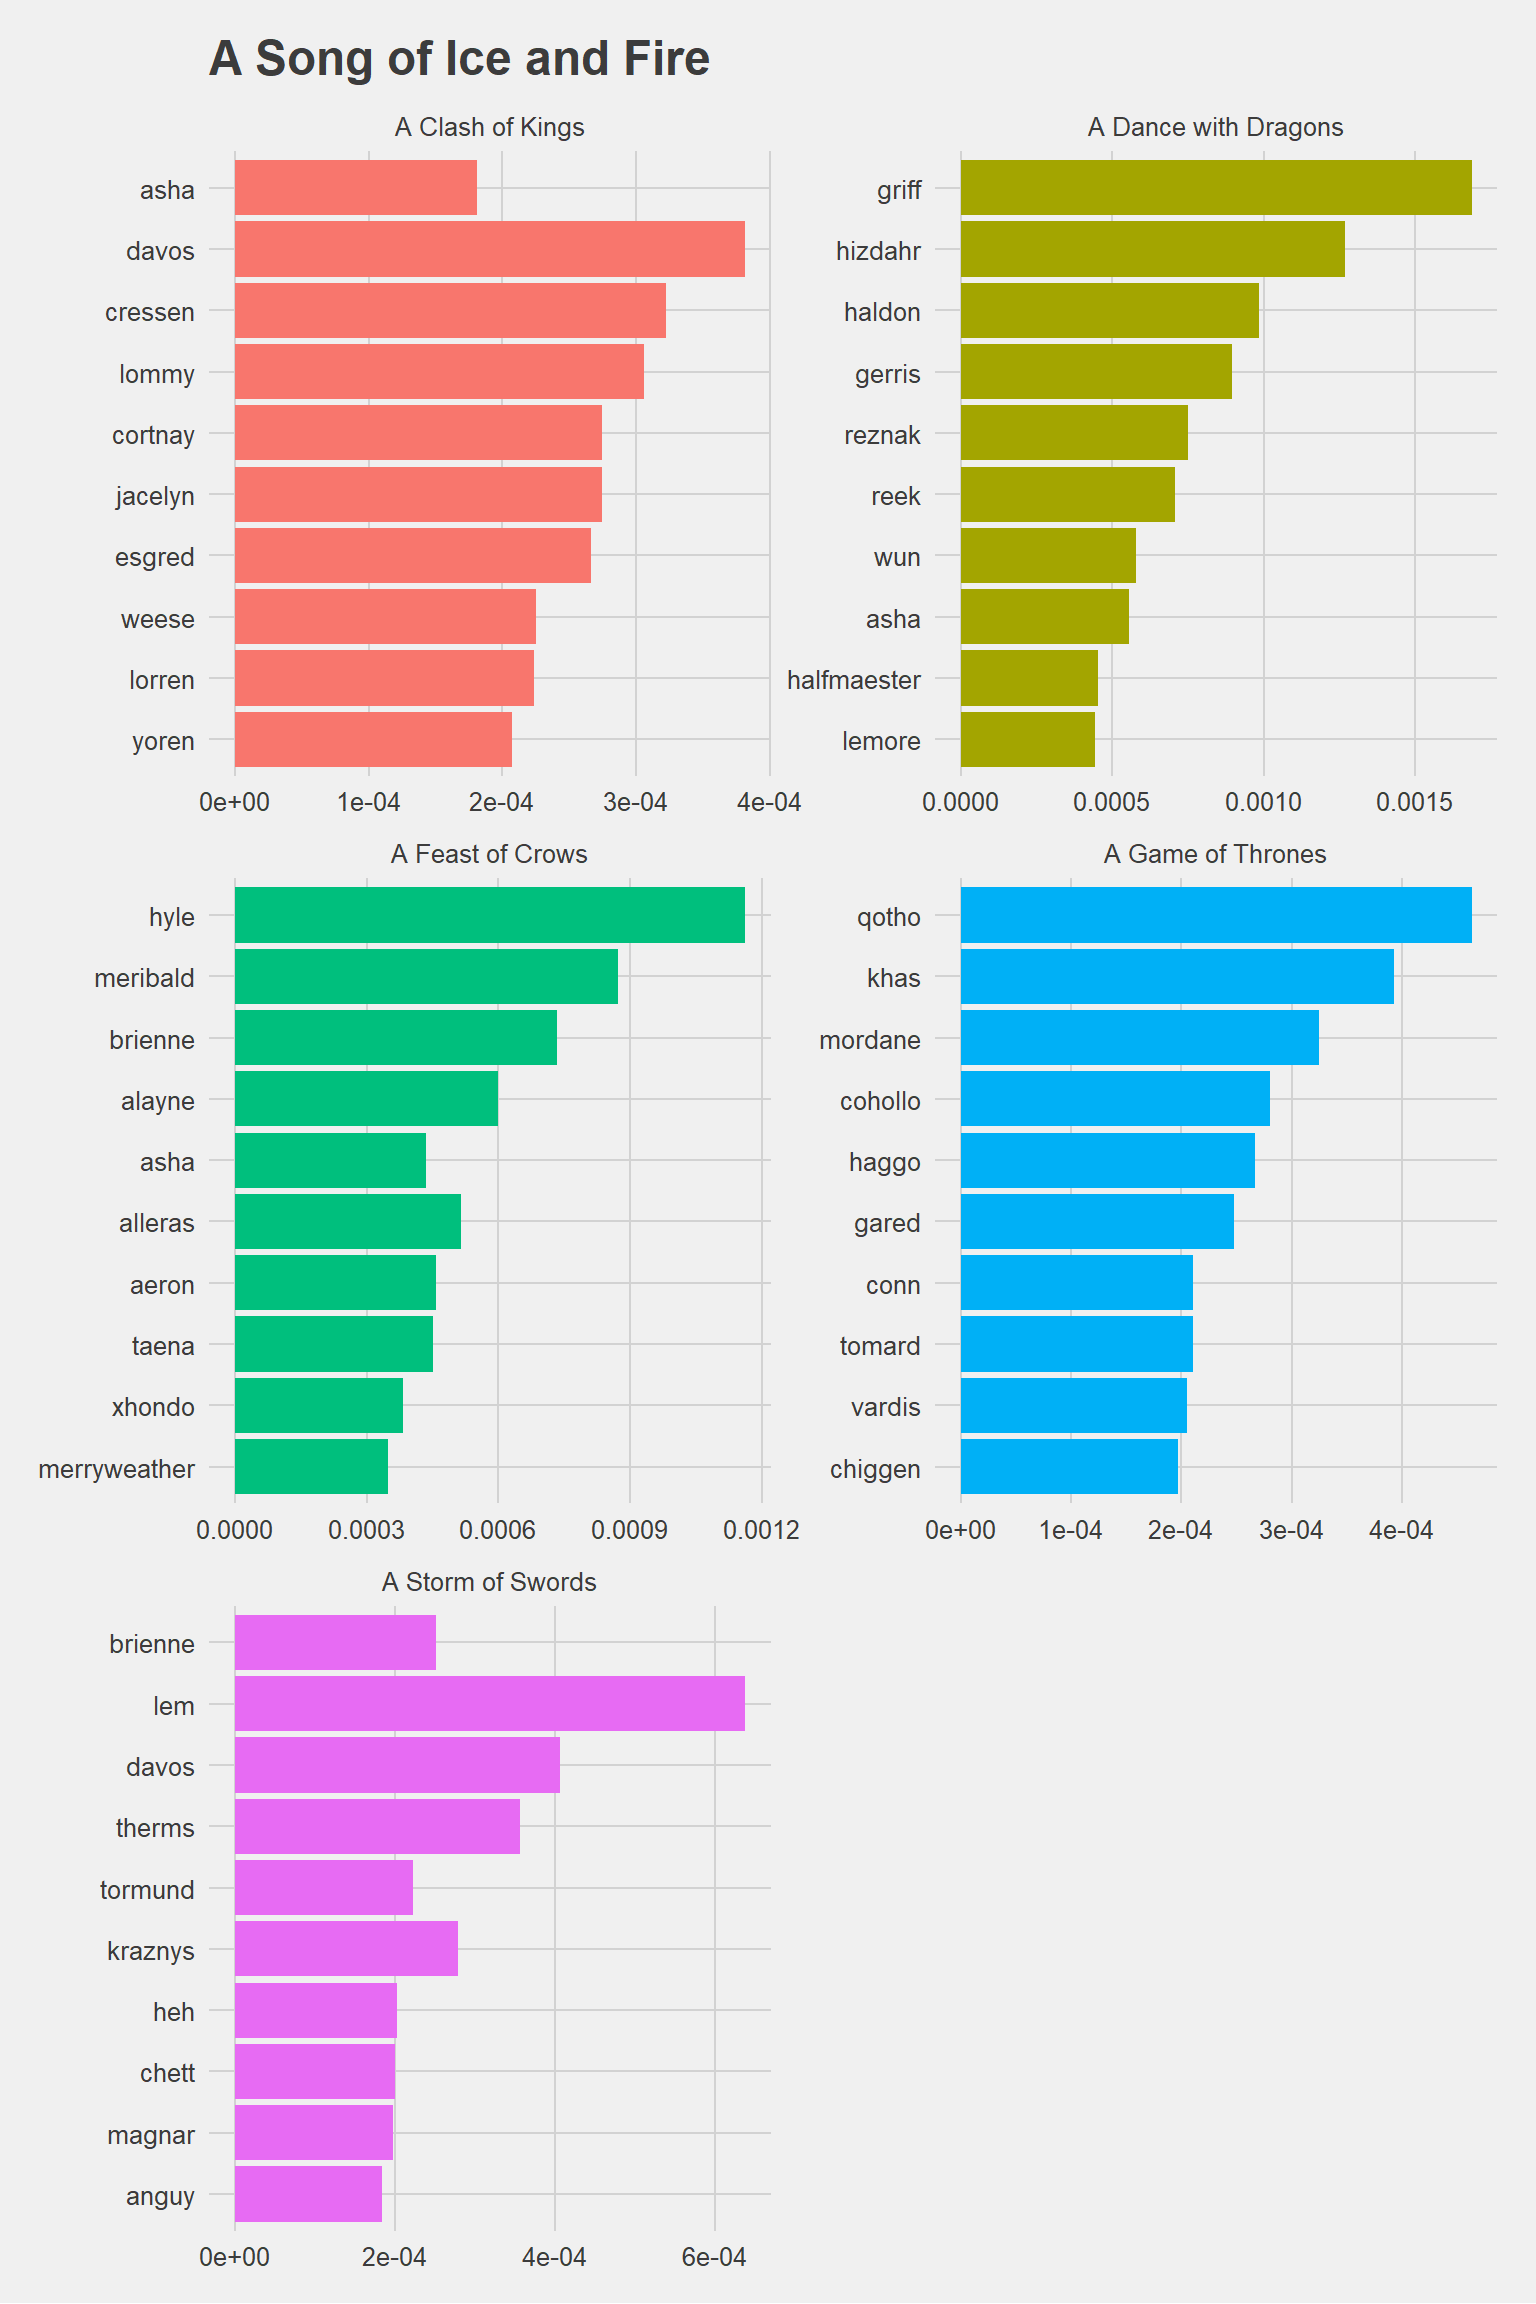 A Song of Ice and Fire
A Clash of Kings
asha
davos
cressen
lommy
cortnay
jacelyn
esgred
weese
lorren
yoren
0e+00 1e-04 2e-04 3e-04 4e-04
A Dance with Dragons
griff
hizdahr
haldon
gerris
reznak
reek
wun
asha
halfmaester
lemore
0.0000 0.0005 0.0010 0.0015
A Feast of Crows
hyle
meribald
brienne
alayne
asha
alleras
aeron
taena
xhondo
merryweather
0.0000 0.0003 0.0006 0.0009 0.0012
A Game of Thrones
qotho
khas
mordane
cohollo
haggo
gared
conn
tomard
vardis
chiggen
0e+00 1e-04 2e-04 3e-04 4e-04
A Storm of Swords
brienne
lem
davos
therms
tormund
kraznys
heh
chett
magnar
anguy
0e+00 2e-04 4e-04 6e-04